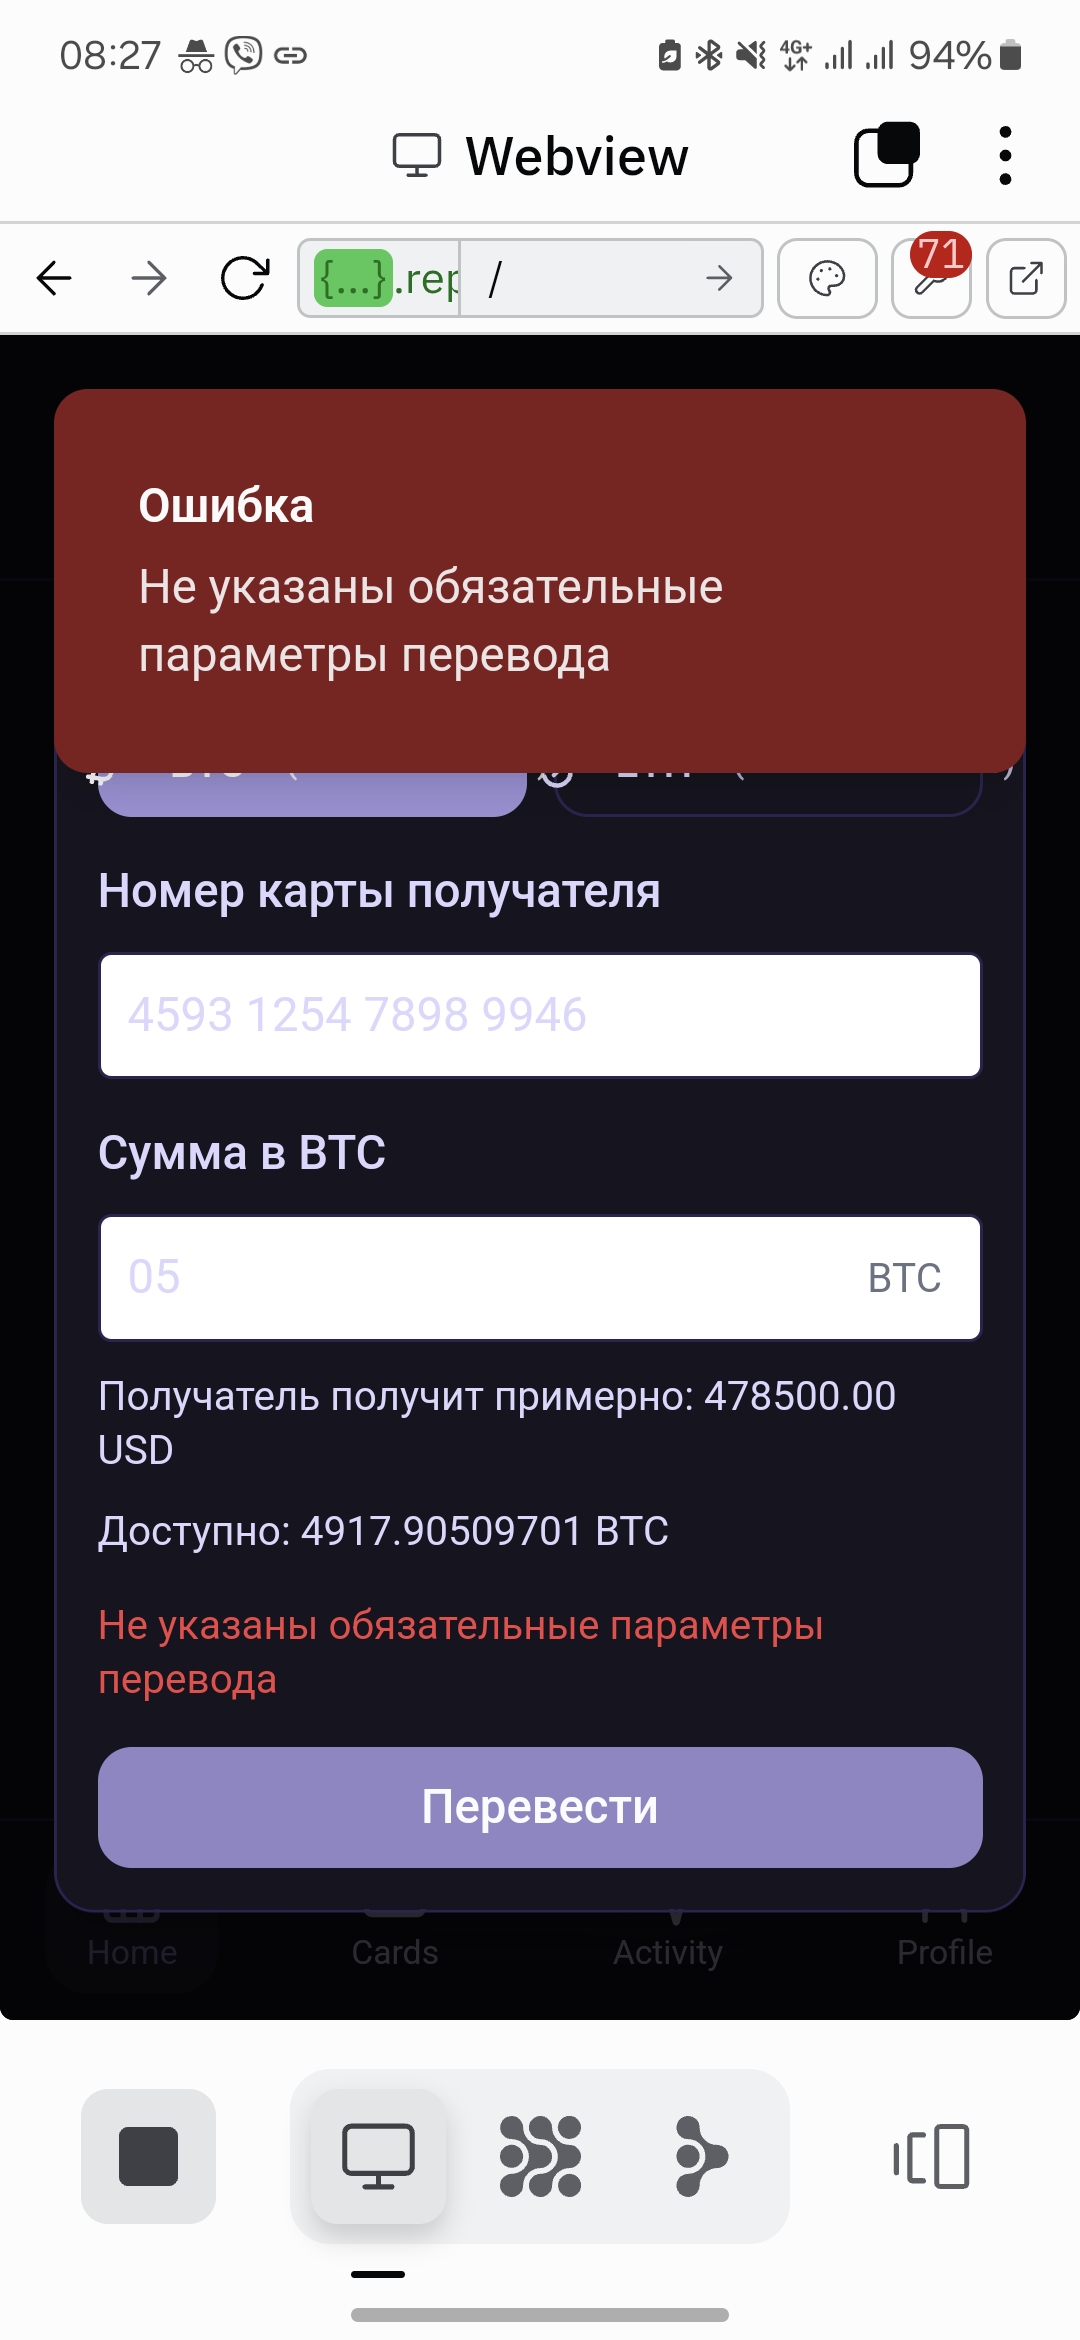 08:27
4G+
94%
Webview
{...}.rep /
71
Ошибка
Не указаны обязательные
параметры перевода
Номер карты получателя
4593 1254 7898 9946
Сумма в BTC
05 BTC
Получатель получит примерно: 478500.00
USD
Доступно: 4917.90509701 BTC
Не указаны обязательные параметры
перевода
Перевести
Home Cards Activity Profile